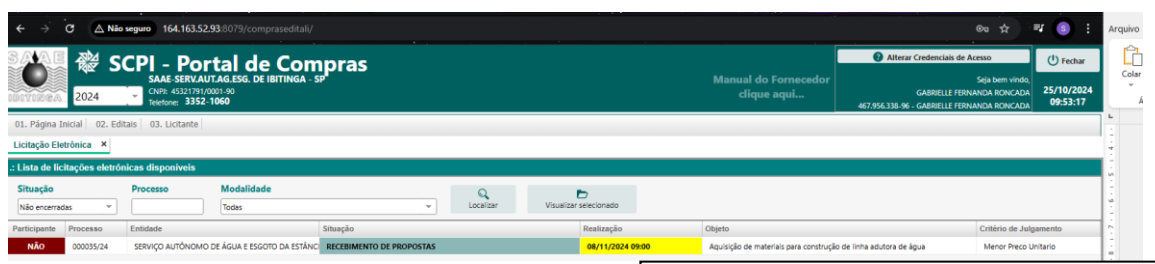 Não seguro 164.163.52.93:8079/compraseditali/
S
Arquivo
SAAE
IBITINGA
SCPI - Portal de Compras
SAAE-SERV.AUT.AG.ESG. DE IBITINGA - SP
CNPJ: 45321791/0001-90
Telefone: 3352-1060
2024
Manual do Fornecedor
clique aqui...
Alterar Credenciais de Acesso
Seja bem vindo,
GABRIELLE FERNANDA RONCADA
467.956.338-96 - GABRIELLE FERNANDA RONCADA
Fechar
25/10/2024
09:53:17
Colar
01. Página Inicial 02. Editais 03. Licitante
Licitação Eletrônica ×
.: Lista de licitações eletrônicas disponíveis
Situação Processo Modalidade
Não encerradas Todas Localizar Visualizar selecionado
Participante Processo Entidade Situação Realização Objeto Critério de Julgamento
NÃO 000035/24 SERVIÇO AUTÔNOMO DE ÁGUA E ESGOTO DA ESTÂNCI RECEBIMENTO DE PROPOSTAS 08/11/2024 09:00 Aquisição de materiais para construção de linha adutora de água Menor Preco Unitario